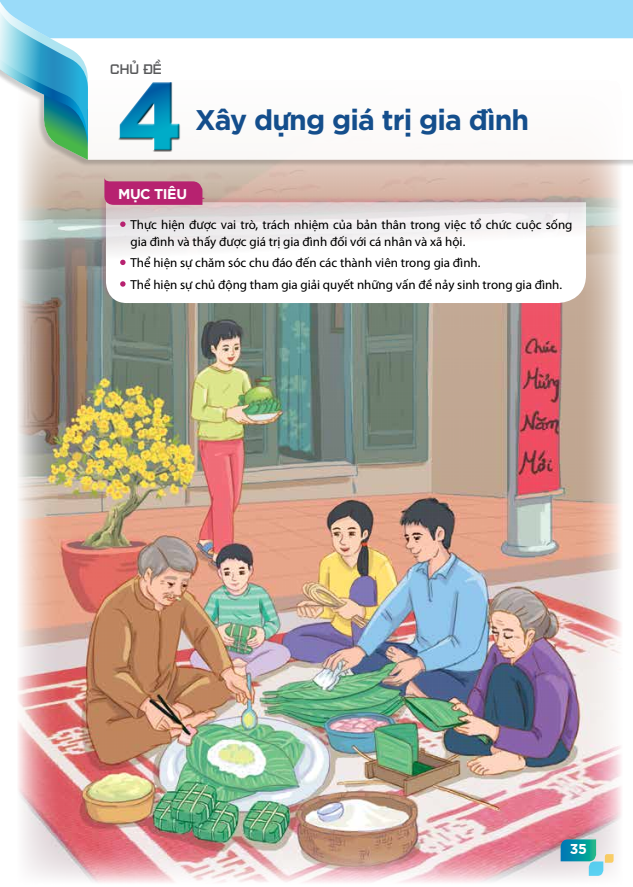 CHỦ ĐỀ
4 Xây dựng giá trị gia đình
MỤC TIÊU
• Thực hiện được vai trò, trách nhiệm của bản thân trong việc tổ chức cuộc sống
gia đình và thấy được giá trị gia đình đối với cá nhân và xã hội.
• Thể hiện sự chăm sóc chu đáo đến các thành viên trong gia đình.
• Thể hiện sự chủ động tham gia giải quyết những vấn đề nảy sinh trong gia đình.
Chúc
Mừng
Năm
Mới
35